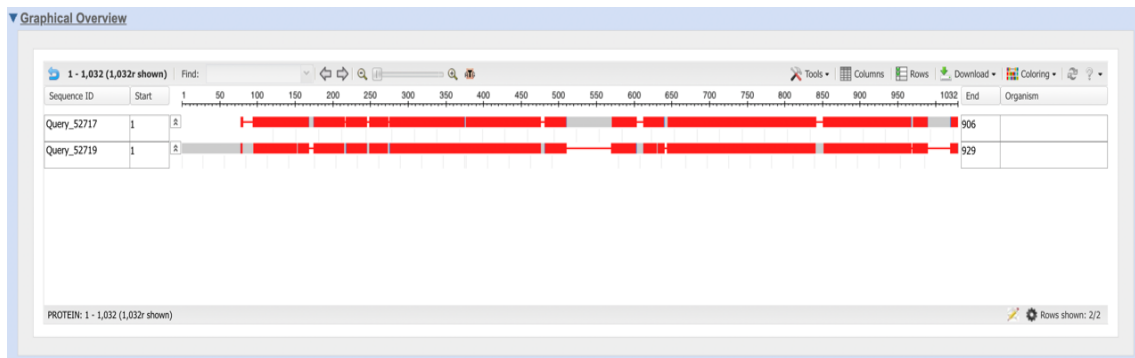 Graphical Overview
1 - 1,032 (1,032r shown) Find: Tools Columns Rows Download Coloring ?
Sequence ID Start 1 50 100 150 200 250 300 350 400 450 500 550 600 650 700 750 800 850 900 950 1032 End Organism
Query_52717 1 906
Query_52719 1 929
PROTEIN: 1 - 1,032 (1,032r shown) Rows shown: 2/2